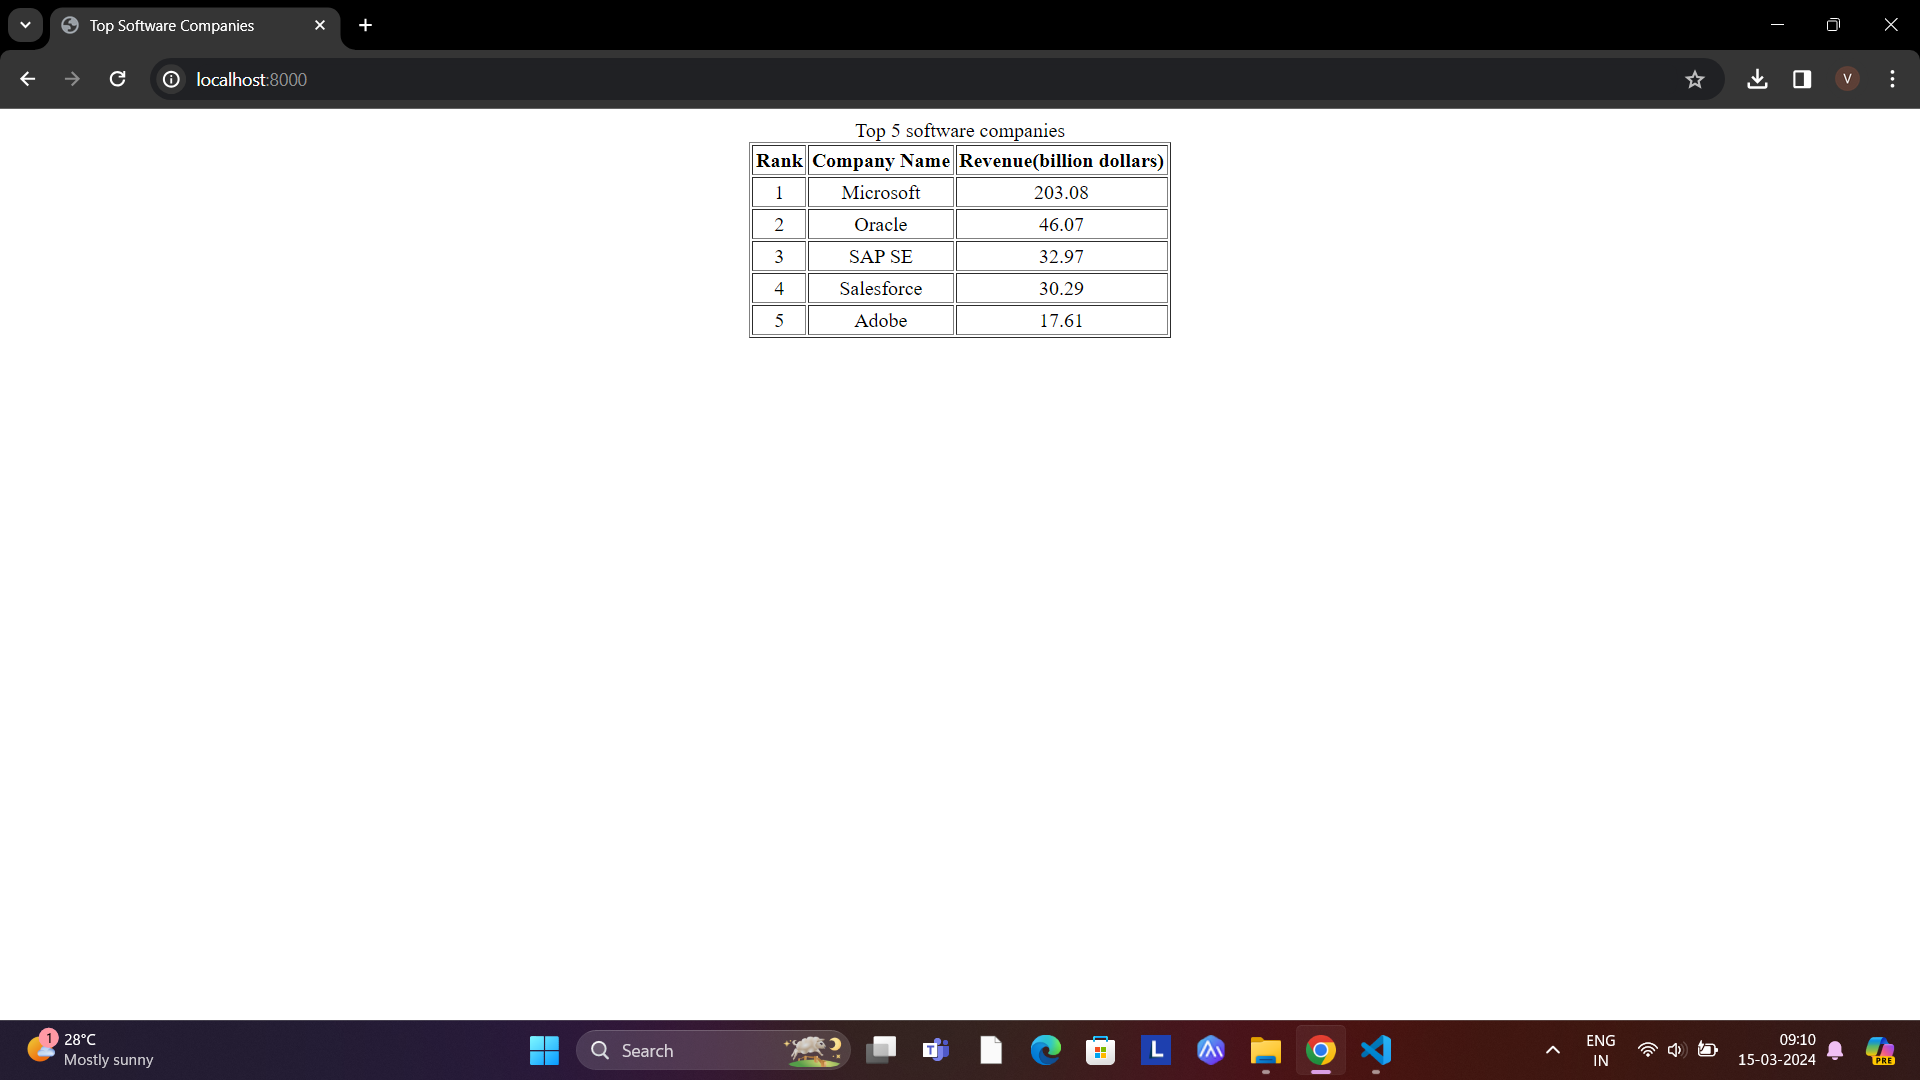 Top Software Companies
localhost:8000
V
Top 5 software companies
Rank Company Name Revenue(billion dollars)
1 Microsoft 203.08
2 Oracle 46.07
3 SAP SE 32.97
4 Salesforce 30.29
5 Adobe 17.61
1
28°C
Mostly sunny
Search
T
L
ENG
IN
09:10
15-03-2024
PRE